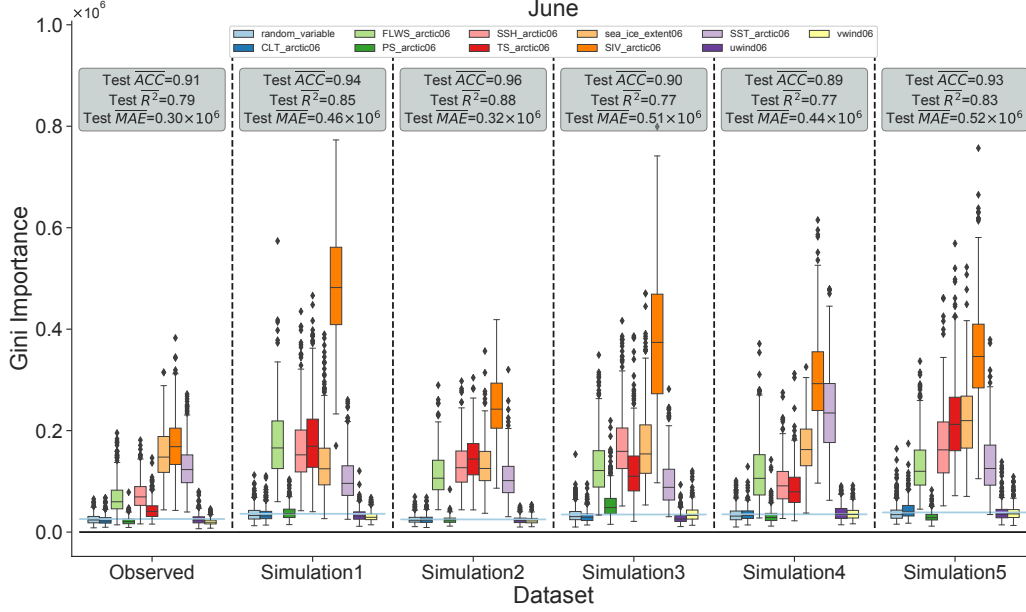 June
×10⁶
random_variable FLWS_arctic06 SSH_arctic06 sea_ice_extent06 SST_arctic06 vwind06
CLT_arctic06 PS_arctic06 TS_arctic06 SIV_arctic06 uwind06
Test ACC=0.91 Test ACC=0.94 Test ACC=0.96 Test ACC=0.90 Test ACC=0.89 Test ACC=0.93
Test R²=0.79 Test R²=0.85 Test R²=0.88 Test R²=0.77 Test R²=0.77 Test R²=0.83
Test MAE=0.30×10⁶ Test MAE=0.46×10⁶ Test MAE=0.32×10⁶ Test MAE=0.51×10⁶ Test MAE=0.44×10⁶ Test MAE=0.52×10⁶
1.0
0.8
0.6
0.4
0.2
0.0
Gini Importance
Observed Simulation1 Simulation2 Simulation3 Simulation4 Simulation5
Dataset